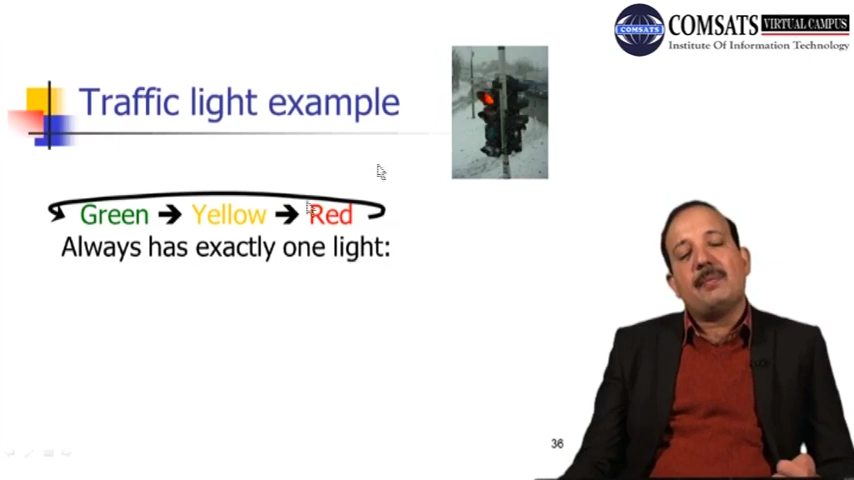 COMSATS VIRTUAL CAMPUS
Institute Of Information Technology
Traffic light example
Green → Yellow → Red
Always has exactly one light:
36